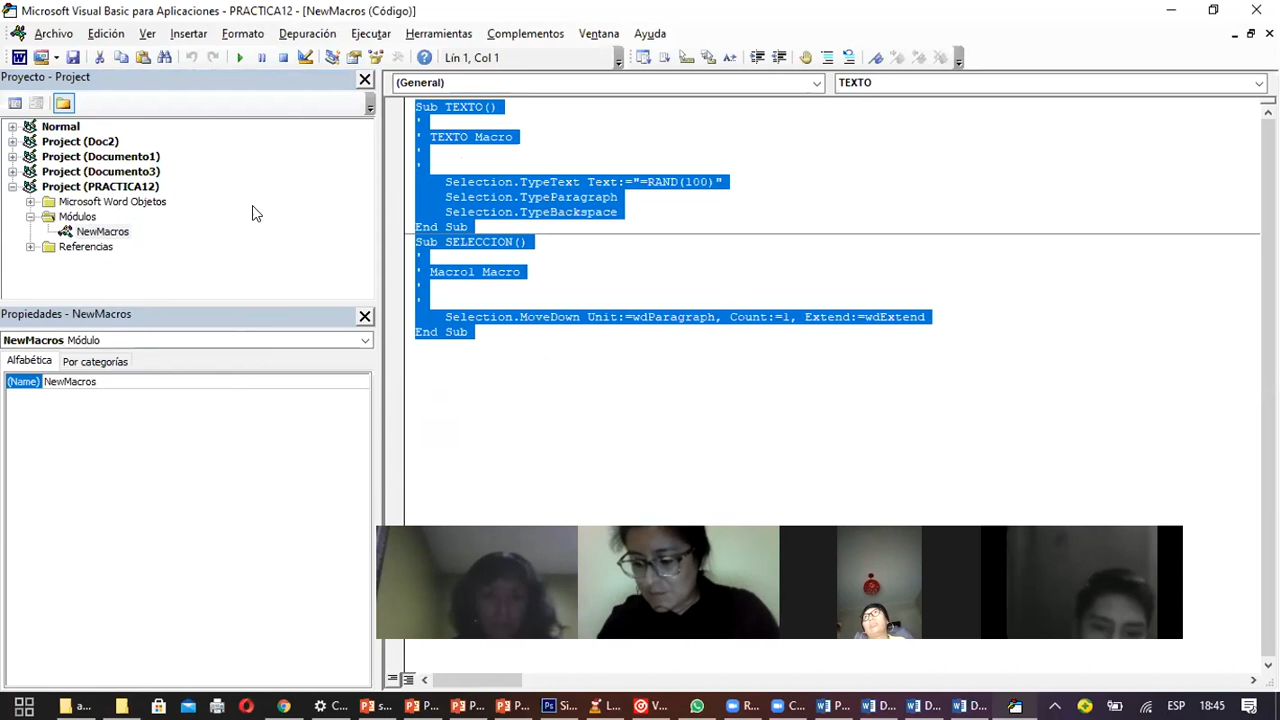 Microsoft Visual Basic para Aplicaciones - PRACTICA12 - [NewMacros (Código)]
Archivo Edición Ver Insertar Formato Depuración Ejecutar Herramientas Complementos Ventana Ayuda
Lín 1, Col 1
Proyecto - Project
Normal
Project (Doc2)
Project (Documento1)
Project (Documento3)
Project (PRACTICA12)
Microsoft Word Objetos
Módulos
NewMacros
Referencias
Propiedades - NewMacros
NewMacros Módulo
Alfabética Por categorías
(Name) NewMacros
(General) TEXTO
Sub TEXTO()
'
' TEXTO Macro
'
'
Selection.TypeText Text:="=RAND(100)"
Selection.TypeParagraph
Selection.TypeBackspace
End Sub
Sub SELECCION()
'
' Macro1 Macro
'
'
Selection.MoveDown Unit:=wdParagraph, Count:=1, Extend:=wdExtend
End Sub
a... C... s... P... P... P... Si... L... V... R... C... P... D... D... D... ESP 18:45